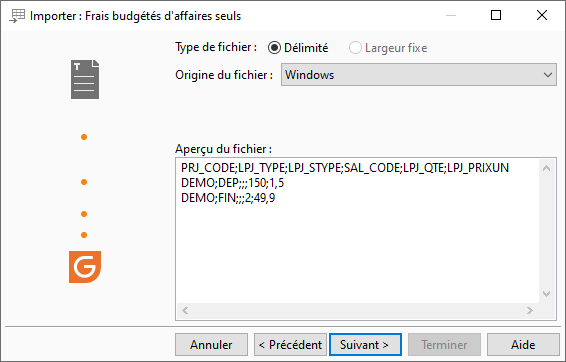 Importer : Frais budgétés d'affaires seuls
Type de fichier : Délimité Largeur fixe
Origine du fichier : Windows
Aperçu du fichier :
PRJ_CODE;LPJ_TYPE;LPJ_STYPE;SAL_CODE;LPJ_QTE;LPJ_PRIXUN
DEMO;DEP;;;150;1,5
DEMO;FIN;;;2;49,9
Annuler < Précédent Suivant > Terminer Aide